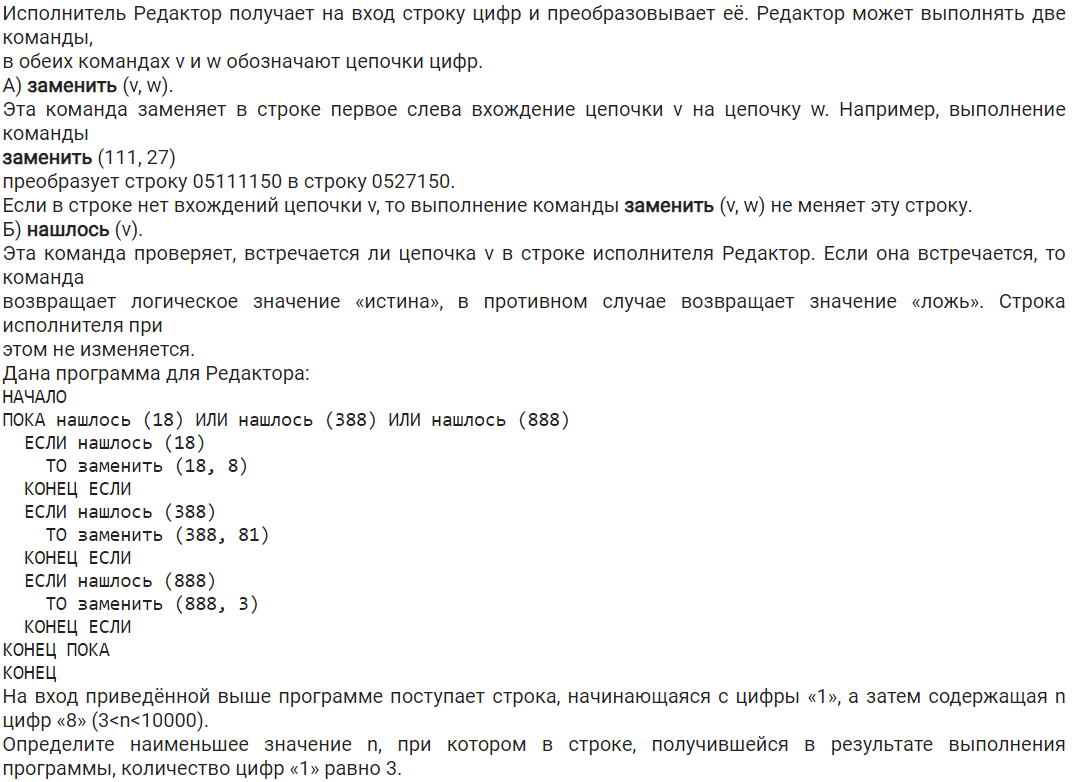 Исполнитель Редактор получает на вход строку цифр и преобразовывает её. Редактор может выполнять две
команды,
в обеих командах v и w обозначают цепочки цифр.
А) заменить (v, w).
Эта команда заменяет в строке первое слева вхождение цепочки v на цепочку w. Например, выполнение
команды
заменить (111, 27)
преобразует строку 05111150 в строку 0527150.
Если в строке нет вхождений цепочки v, то выполнение команды заменить (v, w) не меняет эту строку.
Б) нашлось (v).
Эта команда проверяет, встречается ли цепочка v в строке исполнителя Редактор. Если она встречается, то
команда
возвращает логическое значение «истина», в противном случае возвращает значение «ложь». Строка
исполнителя при
этом не изменяется.
Дана программа для Редактора:
НАЧАЛО
ПОКА нашлось (18) ИЛИ нашлось (388) ИЛИ нашлось (888)
ЕСЛИ нашлось (18)
ТО заменить (18, 8)
КОНЕЦ ЕСЛИ
ЕСЛИ нашлось (388)
ТО заменить (388, 81)
КОНЕЦ ЕСЛИ
ЕСЛИ нашлось (888)
ТО заменить (888, 3)
КОНЕЦ ЕСЛИ
КОНЕЦ ПОКА
КОНЕЦ
На вход приведённой выше программе поступает строка, начинающаяся с цифры «1», а затем содержащая n
цифр «8» (3<n<10000).
Определите наименьшее значение n, при котором в строке, получившейся в результате выполнения
программы, количество цифр «1» равно 3.